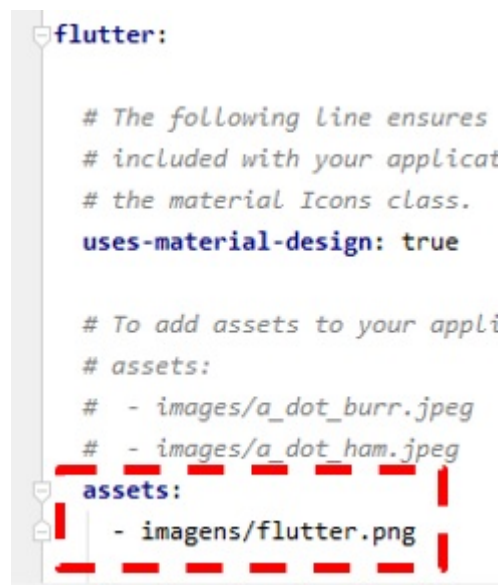 flutter:
# The following line ensures
# included with your applicat
# the material Icons class.
uses-material-design: true
# To add assets to your appli
# assets:
#  - images/a_dot_burr.jpeg
#  - images/a_dot_ham.jpeg
assets:
- imagens/flutter.png